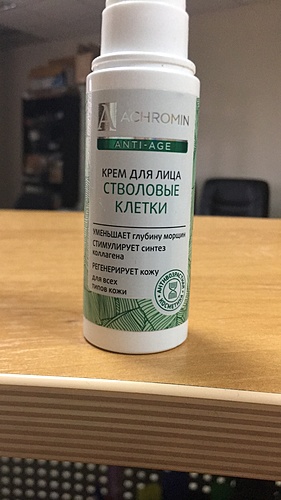 ACHROMIN
ANTI-AGE
КРЕМ ДЛЯ ЛИЦА
СТВОЛОВЫЕ
КЛЕТКИ
УМЕНЬШАЕТ глубину морщин
СТИМУЛИРУЕТ синтез
коллагена
РЕГЕНЕРИРУЕТ кожу
для всех
типов кожи